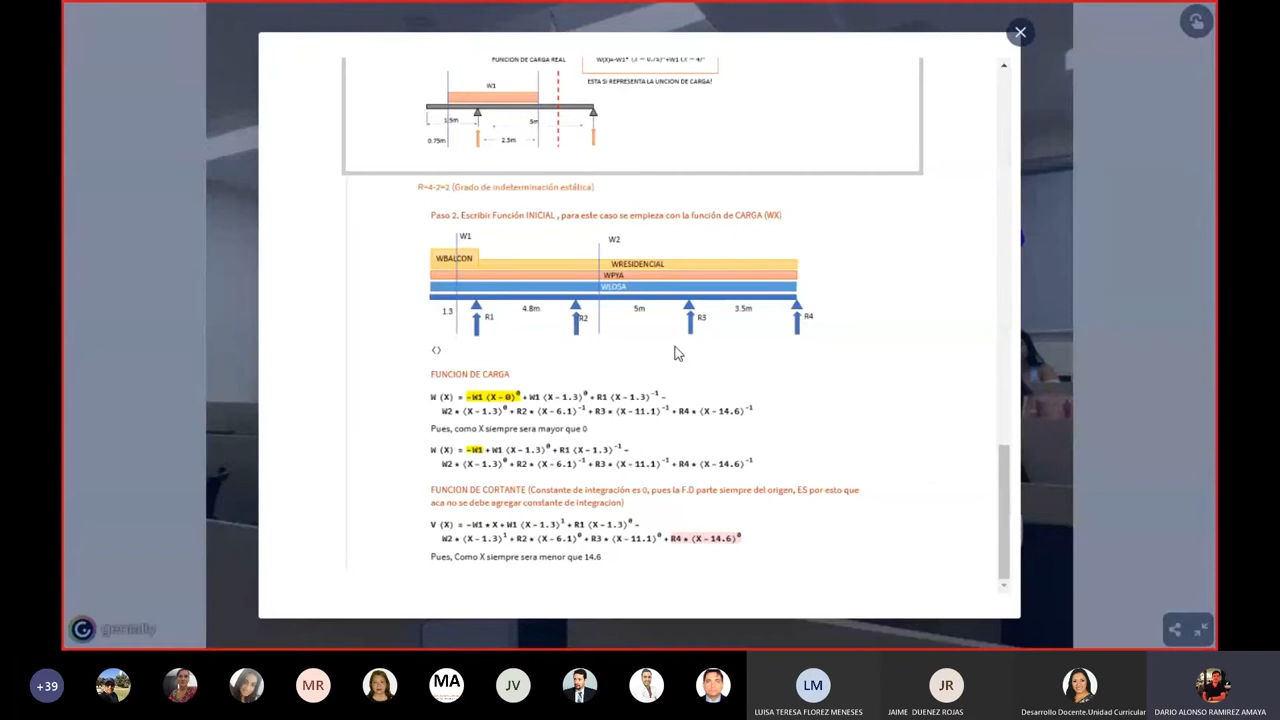 FUNCION DE CARGA REAL
ESTA SI REPRESENTA LA UNCION DE CARGA!
W1
1.5m
5m
0.75m
2.5m
R=4-2=2 (Grado de indeterminación estática)
Paso 2. Escribir Función INICIAL , para este caso se empieza con la función de CARGA (WX)
W1
W2
WBALCON
WRESIDENCIAL
WPYA
WLOSA
1.3
R1
4.8m
R2
5m
R3
3.5m
R4
⟨⟩
FUNCION DE CARGA
W (X) = -W1 (X-0)⁰ + W1 (X-1.3)⁰ + R1 (X-1.3)⁻¹ -
W2 * (X-1.3)⁰ + R2 * (X-6.1)⁻¹ + R3 * (X-11.1)⁻¹ + R4 * (X-14.6)⁻¹
Pues, como X siempre sera mayor que 0
W (X) = -W1 + W1 (X-1.3)⁰ + R1 (X-1.3)⁻¹ -
W2 * (X-1.3)⁰ + R2 * (X-6.1)⁻¹ + R3 * (X-11.1)⁻¹ + R4 * (X-14.6)⁻¹
FUNCION DE CORTANTE (Constante de integración es 0, pues la F.D parte siempre del origen, ES por esto que
aca no se debe agregar constante de integracion)
V (X) = -W1 * X + W1 (X-1.3)¹ + R1 (X-1.3)⁰ -
W2 * (X-1.3)¹ + R2 * (X-6.1)⁰ + R3 * (X-11.1)⁰ + R4 * (X-14.6)⁰
Pues, Como X siempre sera menor que 14.6
genially
+39
MR
MA
JV
LM
JR
LUISA TERESA FLOREZ MENESES
JAIME DUENEZ ROJAS
Desarrollo Docente.Unidad Curricular
DARIO ALONSO RAMIREZ AMAYA